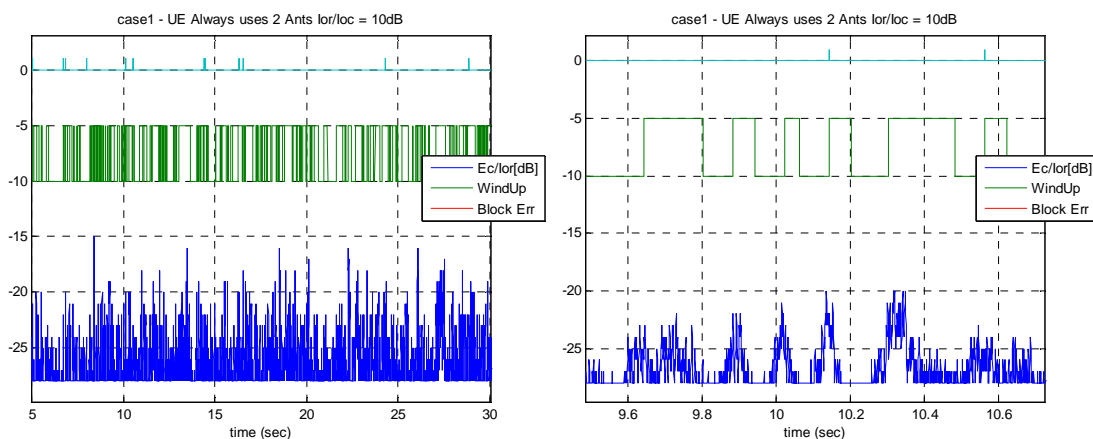 case1 - UE Always uses 2 Ants Ior/Ioc = 10dB
0
-5
-10
-15
-20
-25
5
10
15
20
25
30
time (sec)
Ec/Ior[dB]
WindUp
Block Err
case1 - UE Always uses 2 Ants Ior/Ioc = 10dB
0
-5
-10
-15
-20
-25
9.6
9.8
10
10.2
10.4
10.6
time (sec)
Ec/Ior[dB]
WindUp
Block Err